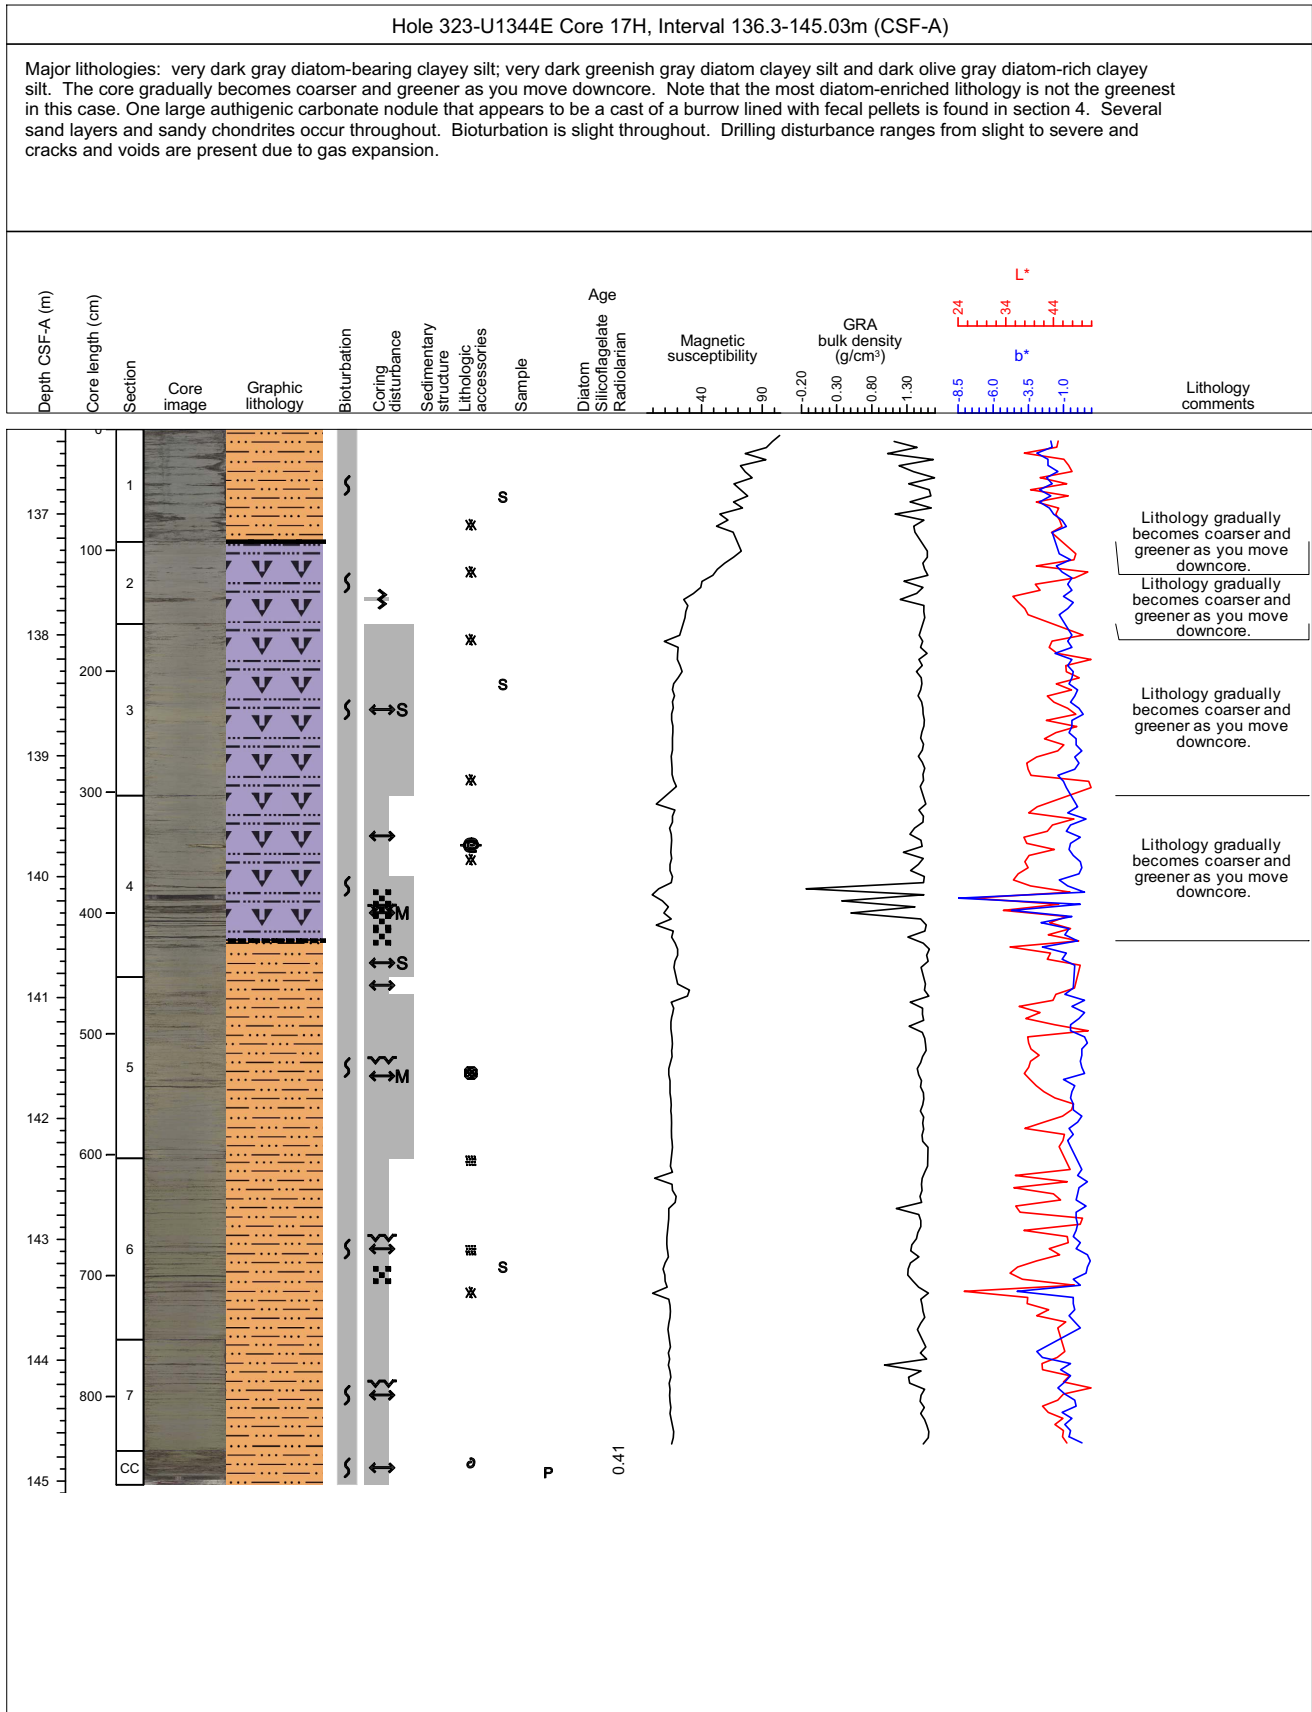 Hole 323-U1344E Core 17H, Interval 136.3-145.03m (CSF-A)
Major lithologies: very dark gray diatom-bearing clayey silt; very dark greenish gray diatom clayey silt and dark olive gray diatom-rich clayey
silt. The core gradually becomes coarser and greener as you move downcore. Note that the most diatom-enriched lithology is not the greenest
in this case. One large authigenic carbonate nodule that appears to be a cast of a burrow lined with fecal pellets is found in section 4. Several
sand layers and sandy chondrites occur throughout. Bioturbation is slight throughout. Drilling disturbance ranges from slight to severe and
cracks and voids are present due to gas expansion.
Depth CSF-A (m)
Core length (cm)
Section
Core
image
Graphic
lithology
Bioturbation
Coring
disturbance
Sedimentary
structure
Lithologic
accessories
Sample
Age
Diatom
Silicoflagelate
Radiolarian
Magnetic
susceptibility
40
90
GRA
bulk density
(g/cm³)
-0.20
0.30
0.80
1.30
L*
24
34
44
b*
-8.5
-6.0
-3.5
-1.0
Lithology
comments
0
1
S
137
100
Lithology gradually
becomes coarser and
greener as you move
downcore.
2
Lithology gradually
becomes coarser and
greener as you move
downcore.
138
200
S
3
S
Lithology gradually
becomes coarser and
greener as you move
downcore.
139
300
140
4
Lithology gradually
becomes coarser and
greener as you move
downcore.
400
M
S
141
500
5
M
142
600
143
6
S
700
144
7
800
CC
P
0.41
145